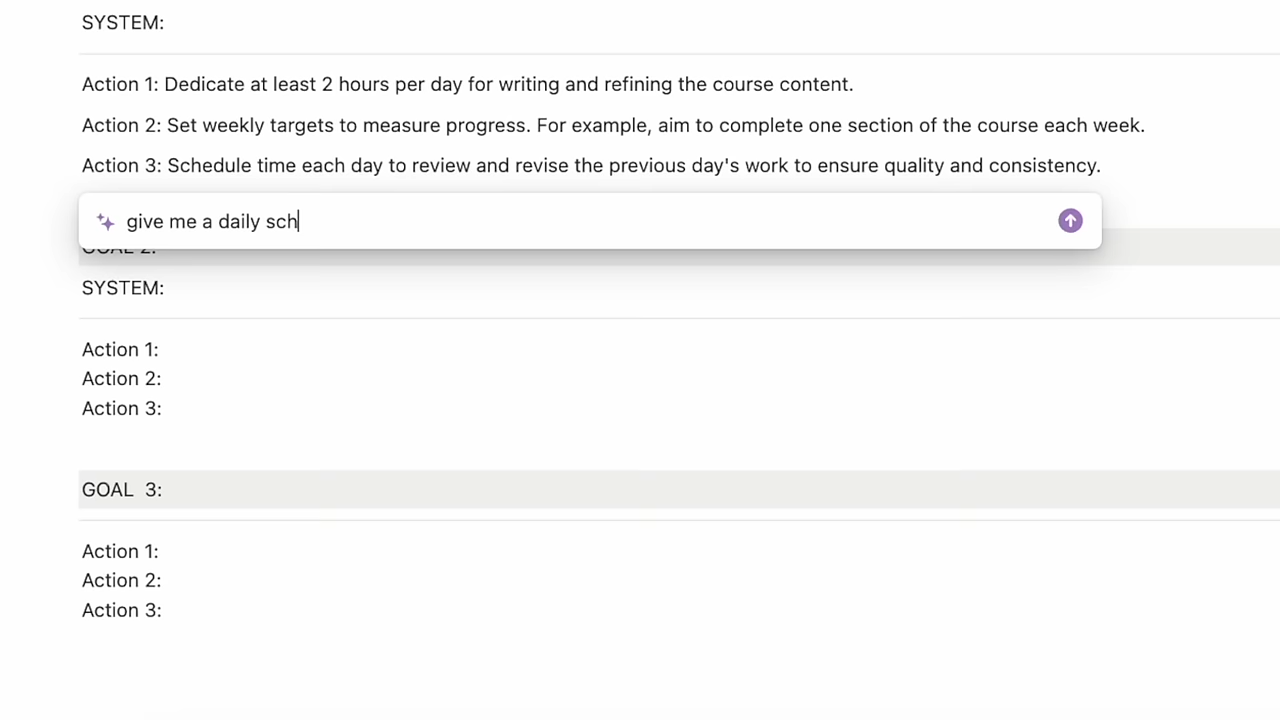 SYSTEM:
Action 1: Dedicate at least 2 hours per day for writing and refining the course content.
Action 2: Set weekly targets to measure progress. For example, aim to complete one section of the course each week.
Action 3: Schedule time each day to review and revise the previous day's work to ensure quality and consistency.
give me a daily sch
GOAL 2:
SYSTEM:
Action 1:
Action 2:
Action 3:
GOAL 3:
Action 1:
Action 2:
Action 3: